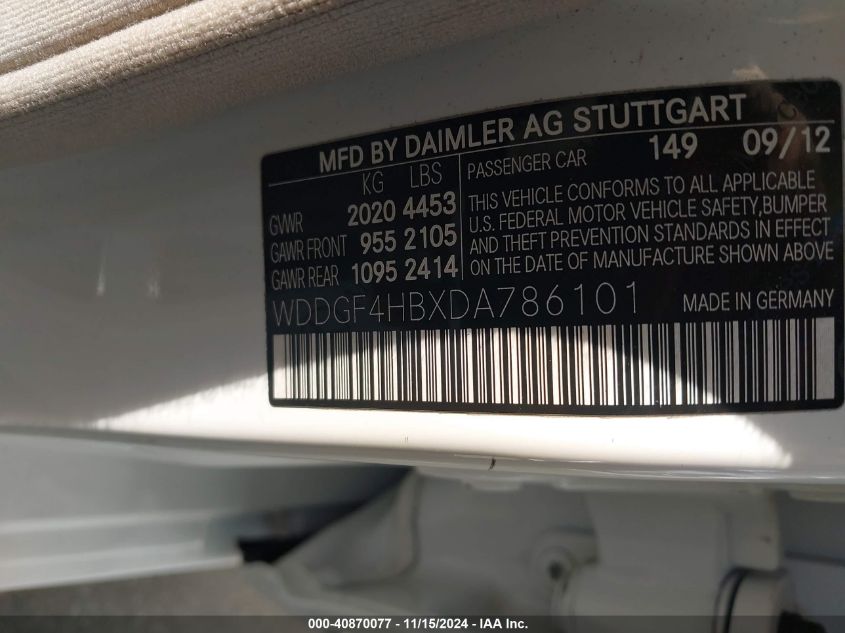 MFD BY DAIMLER AG STUTTGART
KG LBS
GVWR 2020 4453
GAWR FRONT 955 2105
GAWR REAR 1095 2414
PASSENGER CAR 149 09/12
THIS VEHICLE CONFORMS TO ALL APPLICABLE
U.S. FEDERAL MOTOR VEHICLE SAFETY,BUMPER
AND THEFT PREVENTION STANDARDS IN EFFECT
ON THE DATE OF MANUFACTURE SHOWN ABOVE
WDDGF4HBXDA786101 MADE IN GERMANY
000-40870077 - 11/15/2024 - IAA Inc.